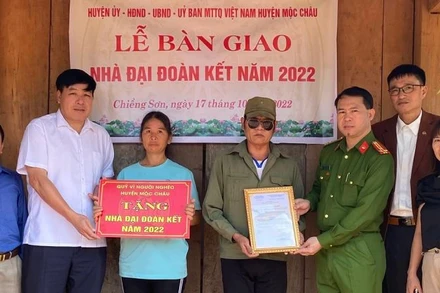 HUYỆN ỦY - HĐND - UBND - UỶ BAN MTTQ VIỆT NAM HUYỆN MỘC CHÂU
LỄ BÀN GIAO
NHÀ ĐẠI ĐOÀN KẾT NĂM 2022
Chiềng Sơn, ngày 17 tháng 10 2022
QUỸ VÌ NGƯỜI NGHÈO
HUYỆN MỘC CHÂU
TẶNG
NHÀ ĐẠI ĐOÀN KẾT
NĂM 2022